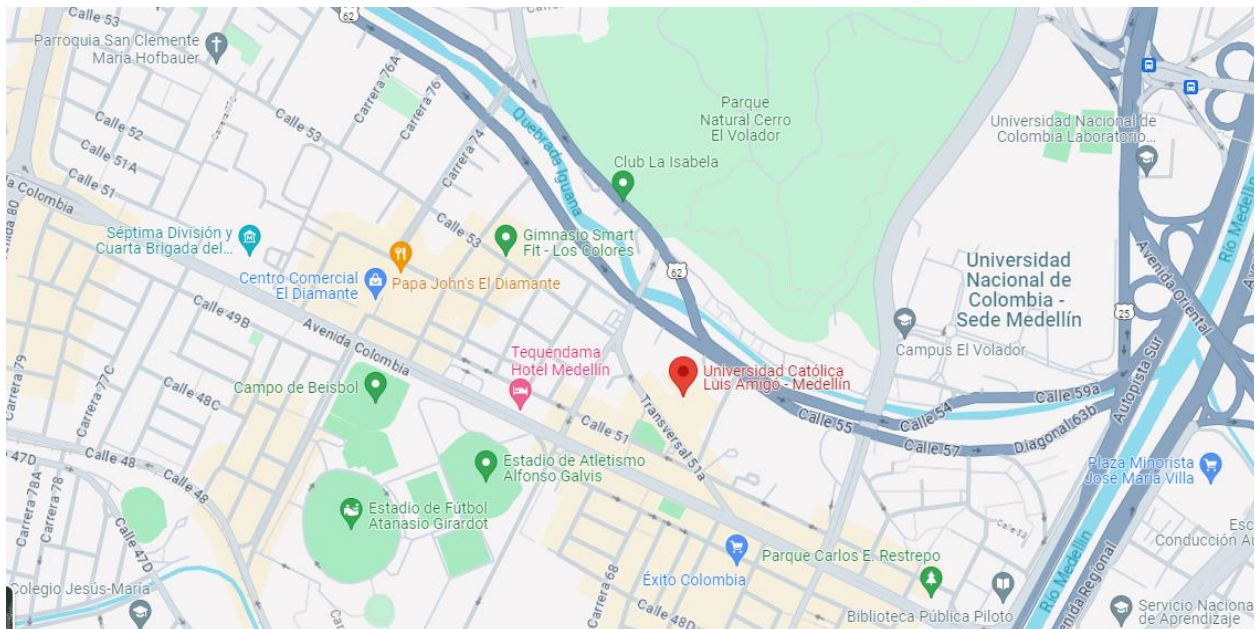 Calle 53
62
Parroquia San Clemente
María Hofbauer
Carrera 76A
Carrera 76
Calle 52
Calle 51A
Calle 51
Calle 53
Carrera 74
Quebrada Iguana
Parque
Natural Cerro
El Volador
Universidad Nacional de
Colombia Laboratorio...
Club La Isabela
Colombia
80
Séptima División y
Cuarta Brigada del...
Calle 53
Gimnasio Smart
Fit - Los Colores
Centro Comercial
El Diamante
Papa John's El Diamante
62
Universidad
Nacional de
Colombia -
Sede Medellín
Río Medellín
Avenida Oriental
25
Calle 49B
Avenida Colombia
Tequendama
Hotel Medellín
Campus El Volador
Autopista Sur
Carrera 79
Carrera 77C
Calle 48C
Campo de Beisbol
Universidad Católica
Luis Amigó - Medellín
Calle 59a
Calle 54
Calle 55
Calle 57
Diagonal 63b
Calle 51
Transversal 51a
47D
Calle 48
Calle 48
Carrera 78A
Carrera 78
Estadio de Atletismo
Alfonso Galvis
Plaza Minorista
José María Villa
Estadio de Fútbol
Atanasio Girardot
Calle 47D
Calle 53
Esc
Conducción Au
Éxito Colombia
Parque Carlos E. Restrepo
Carrera 68
Río Medellín
Avenida Regional
Colegio Jesús-María
Calle 48D
Biblioteca Pública Piloto
Servicio Nacional
de Aprendizaje